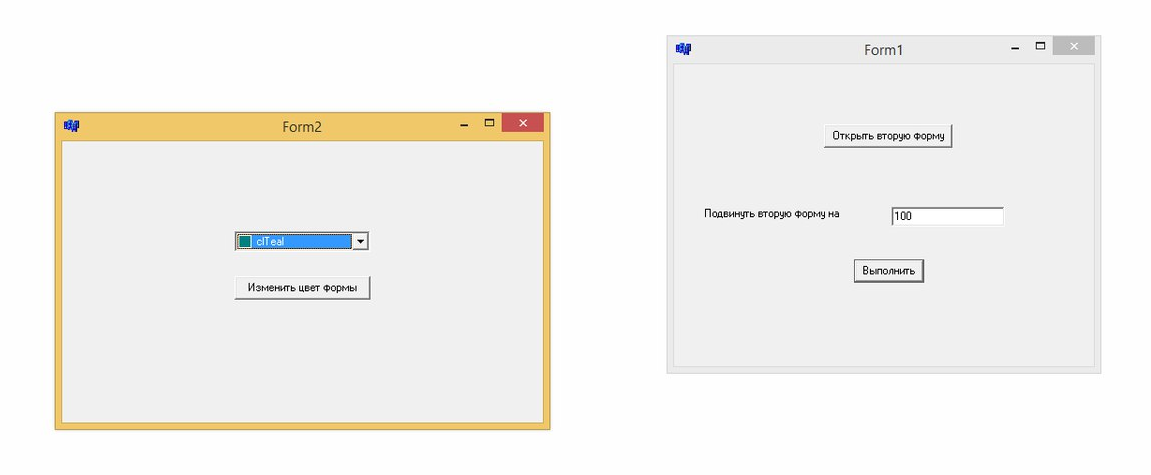 Form2
clTeal
Изменить цвет формы
Form1
Открыть вторую форму
Подвинуть вторую форму на
100
Выполнить